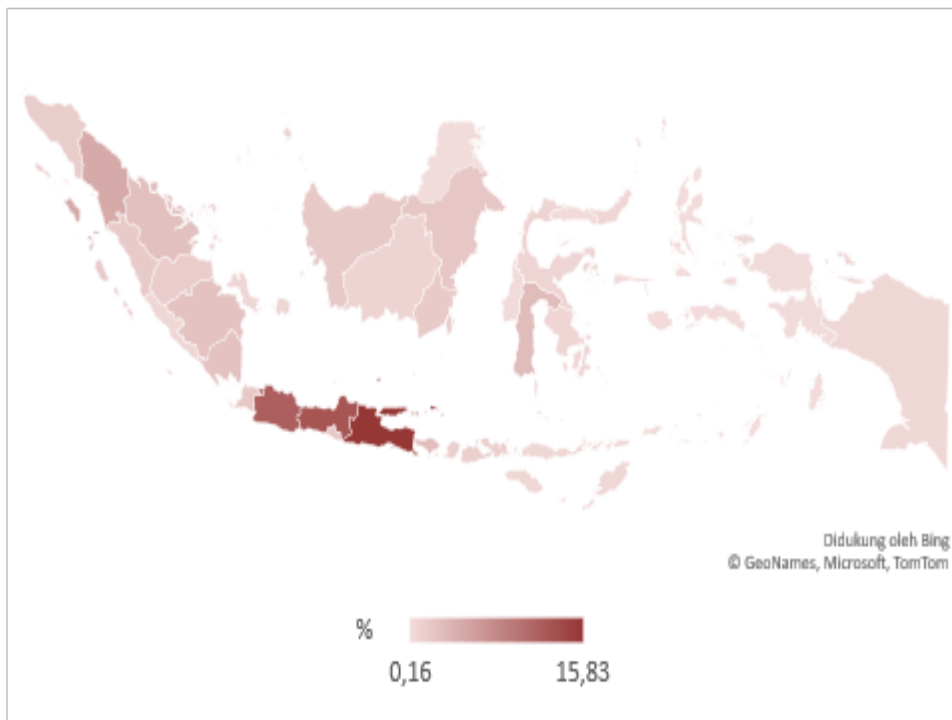 Didukung oleh Bing
© GeoNames, Microsoft, TomTom
%
0,16 15,83